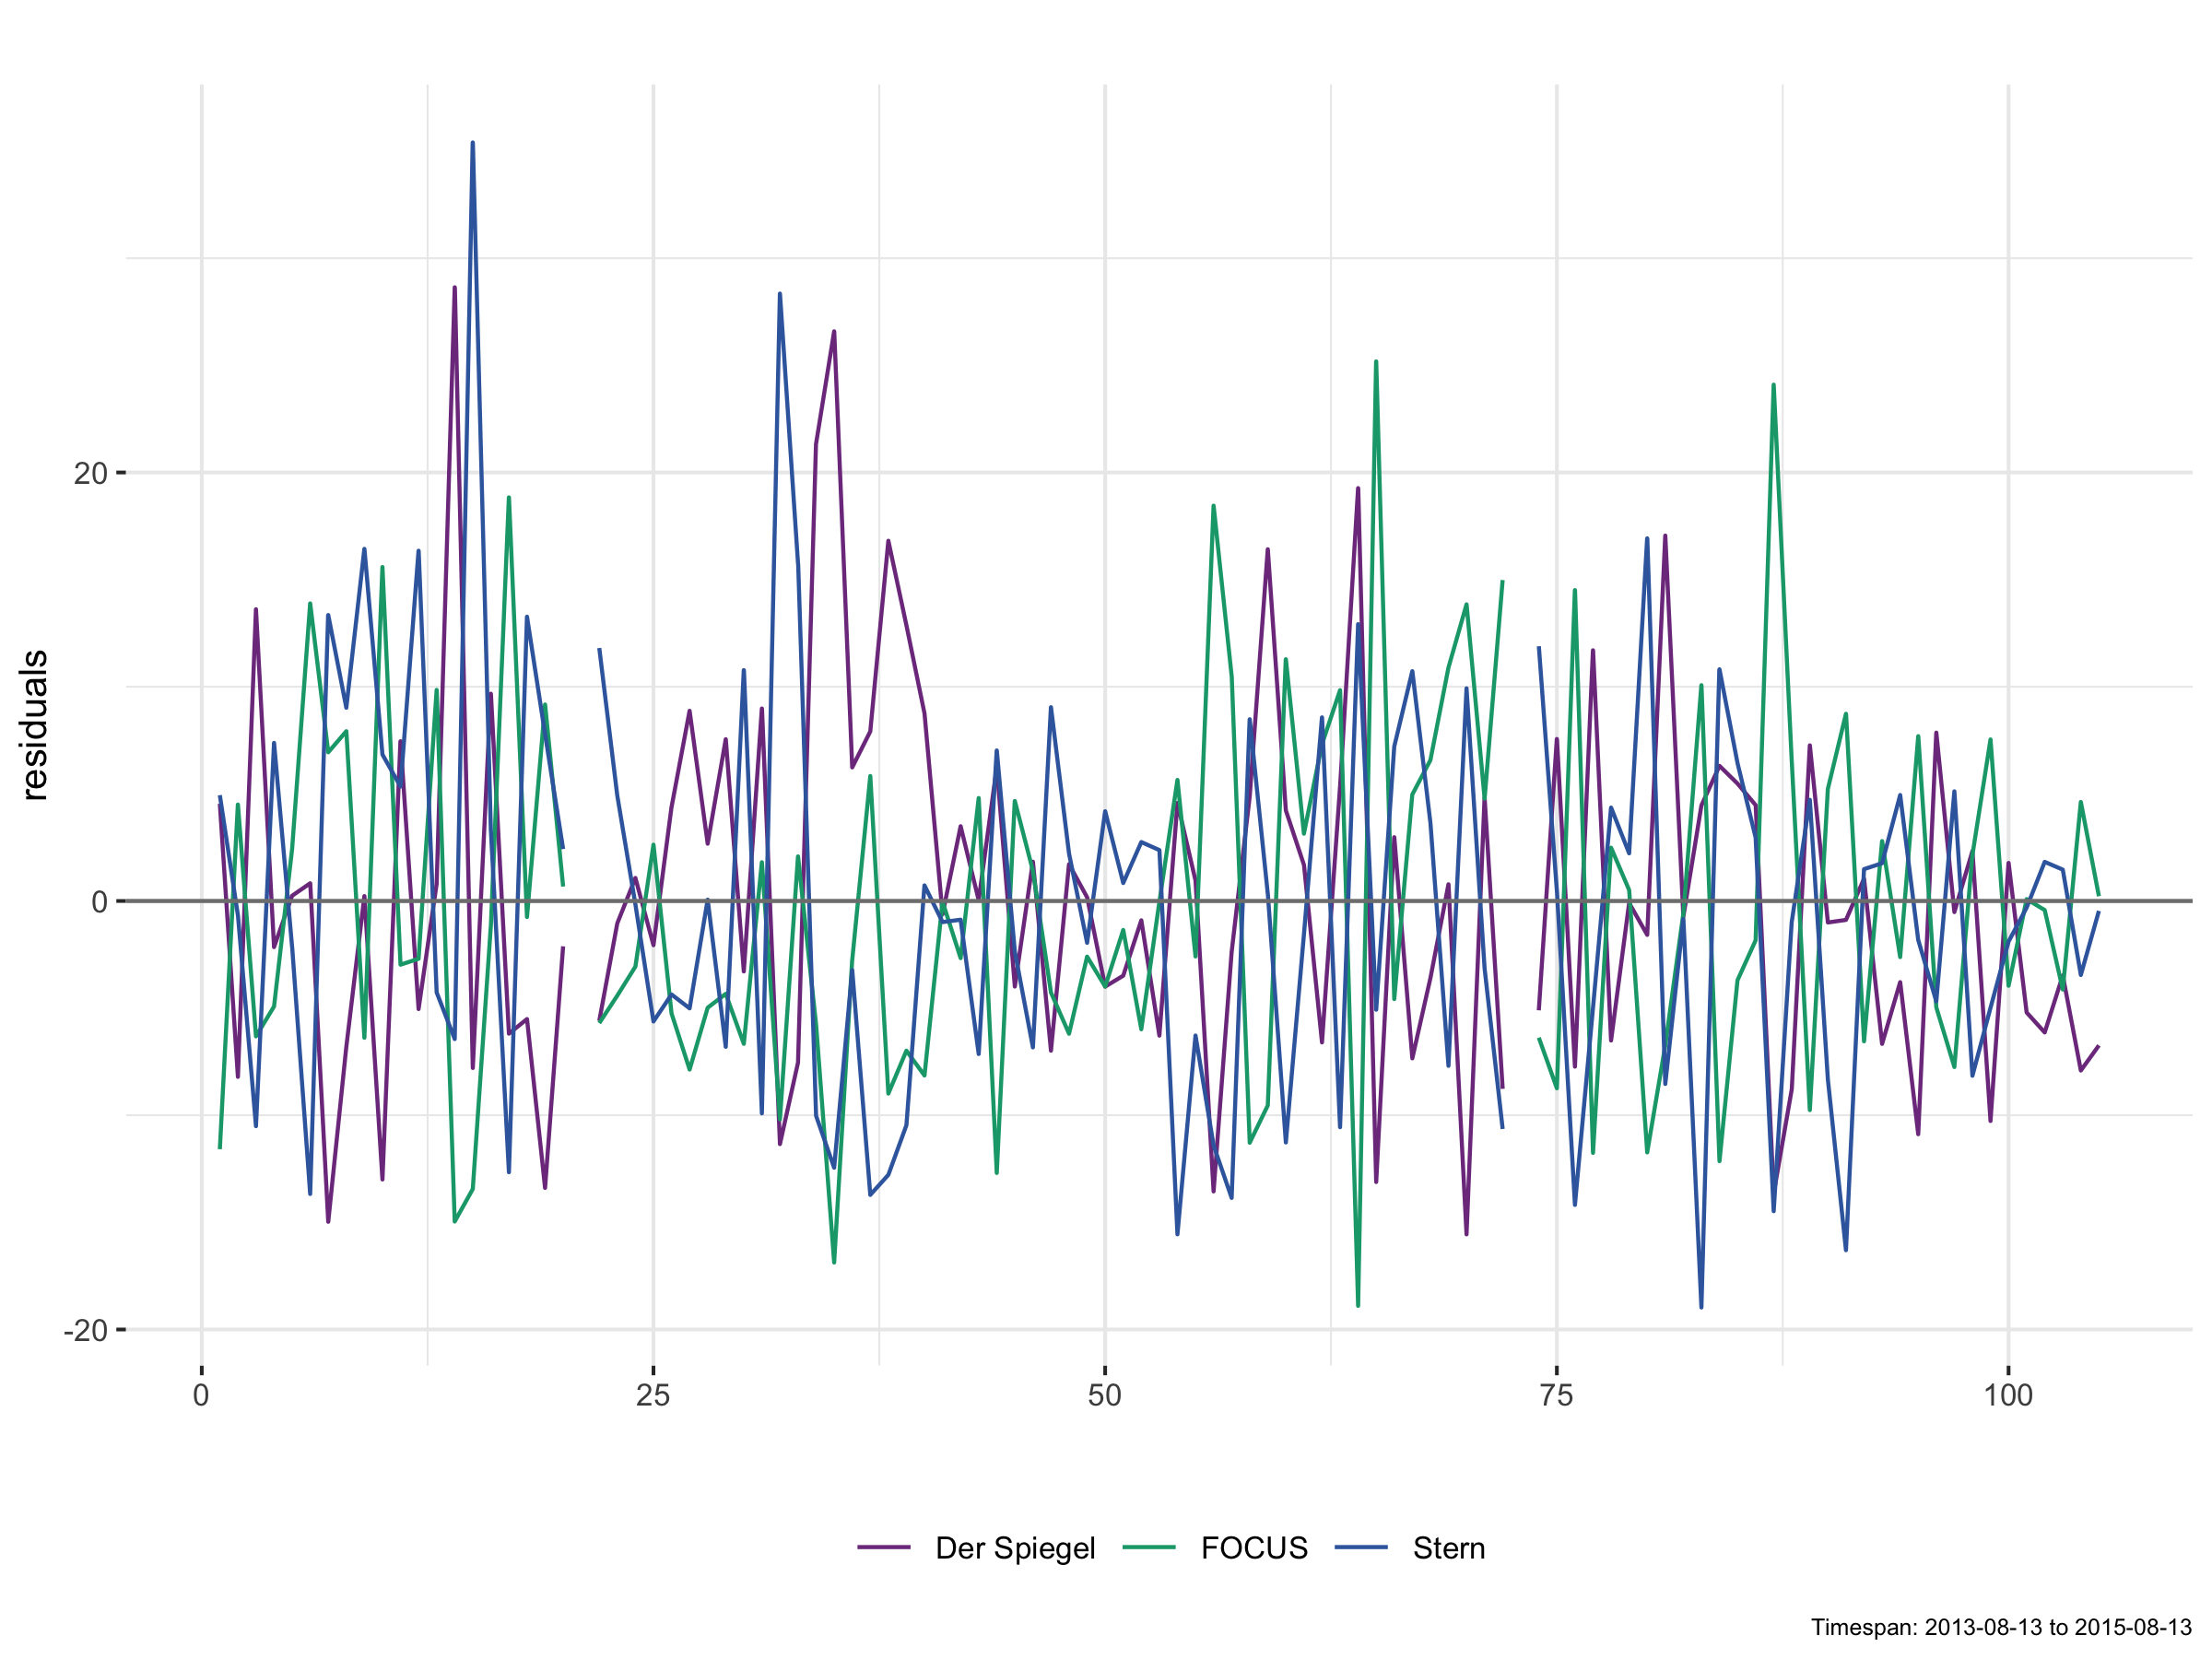 residuals
20
0
-20
0 25 50 75 100
Der Spiegel FOCUS Stern
Timespan: 2013-08-13 to 2015-08-13